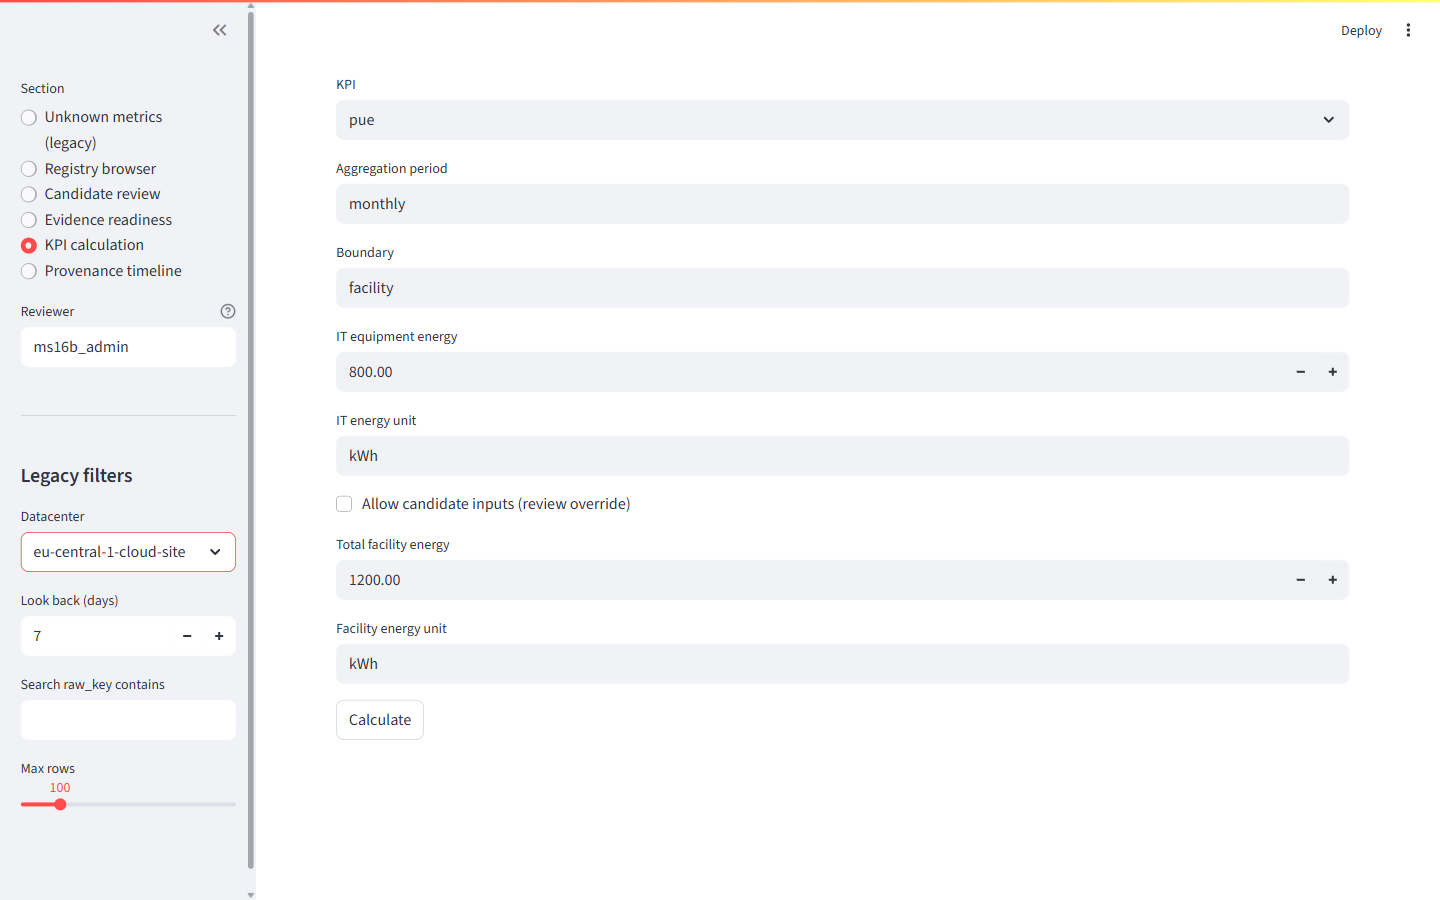 Deploy
Section
Unknown metrics
(legacy)
Registry browser
Candidate review
Evidence readiness
KPI calculation
Provenance timeline
Reviewer
ms16b_admin
Legacy filters
Datacenter
eu-central-1-cloud-site
Look back (days)
7
Search raw_key contains
Max rows
100
KPI
pue
Aggregation period
monthly
Boundary
facility
IT equipment energy
800.00
IT energy unit
kWh
Allow candidate inputs (review override)
Total facility energy
1200.00
Facility energy unit
kWh
Calculate